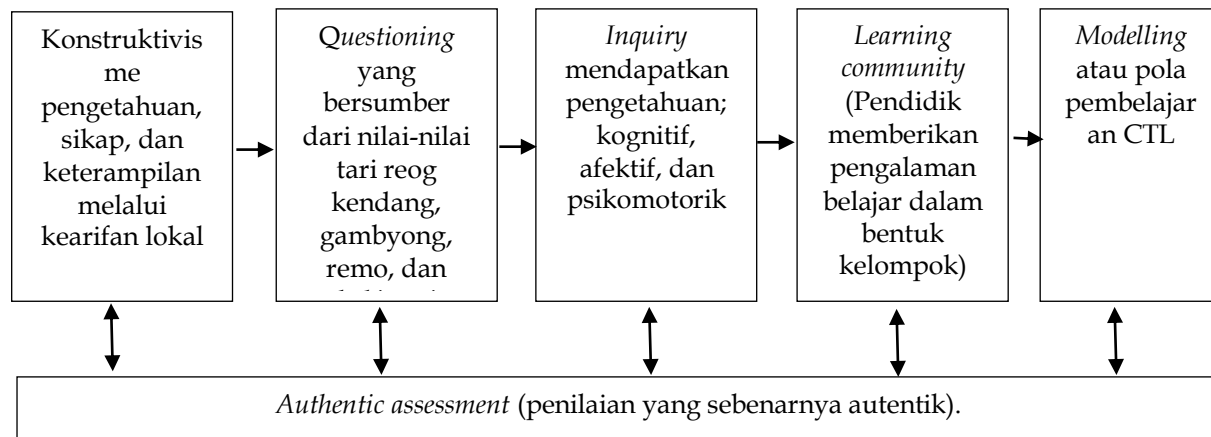 Konstruktivis
me
pengetahuan,
sikap, dan
keterampilan
melalui
kearifan lokal
Questioning
yang
bersumber
dari nilai-nilai
tari reog
kendang,
gambyong,
remo, dan
Inquiry
mendapatkan
pengetahuan;
kognitif,
afektif, dan
psikomotorik
Learning
community
(Pendidik
memberikan
pengalaman
belajar dalam
bentuk
kelompok)
Modelling
atau pola
pembelajar
an CTL
Authentic assessment (penilaian yang sebenarnya autentik).